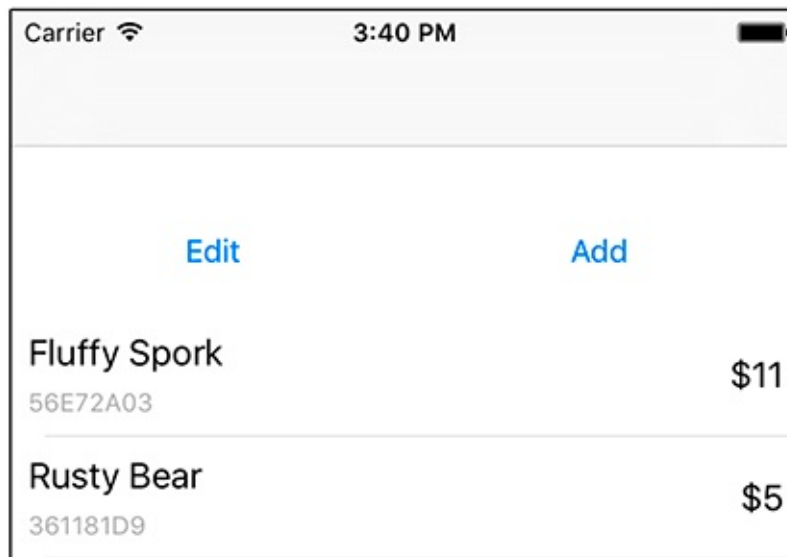 Carrier 3:40 PM
Edit Add
Fluffy Spork
$11
56E72A03
Rusty Bear
$5
361181D9